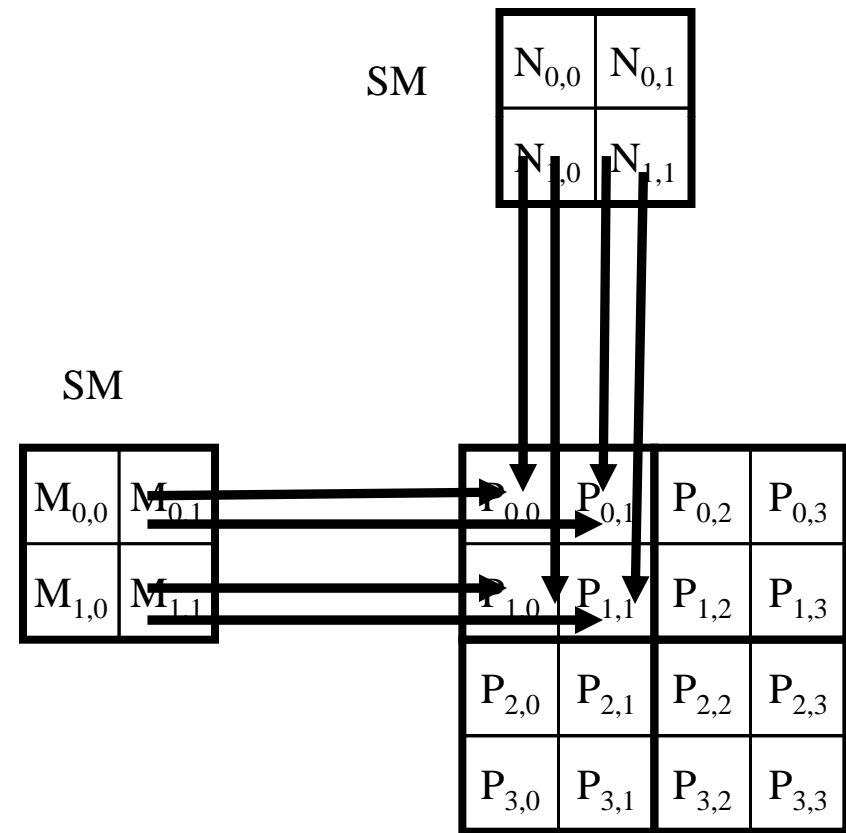 SM
N0,0 N0,1
N1,0 N1,1
SM
M0,0 M0,1 P0,0 P0,1 P0,2 P0,3
M1,0 M1,1 P1,0 P1,1 P1,2 P1,3
P2,0 P2,1 P2,2 P2,3
P3,0 P3,1 P3,2 P3,3